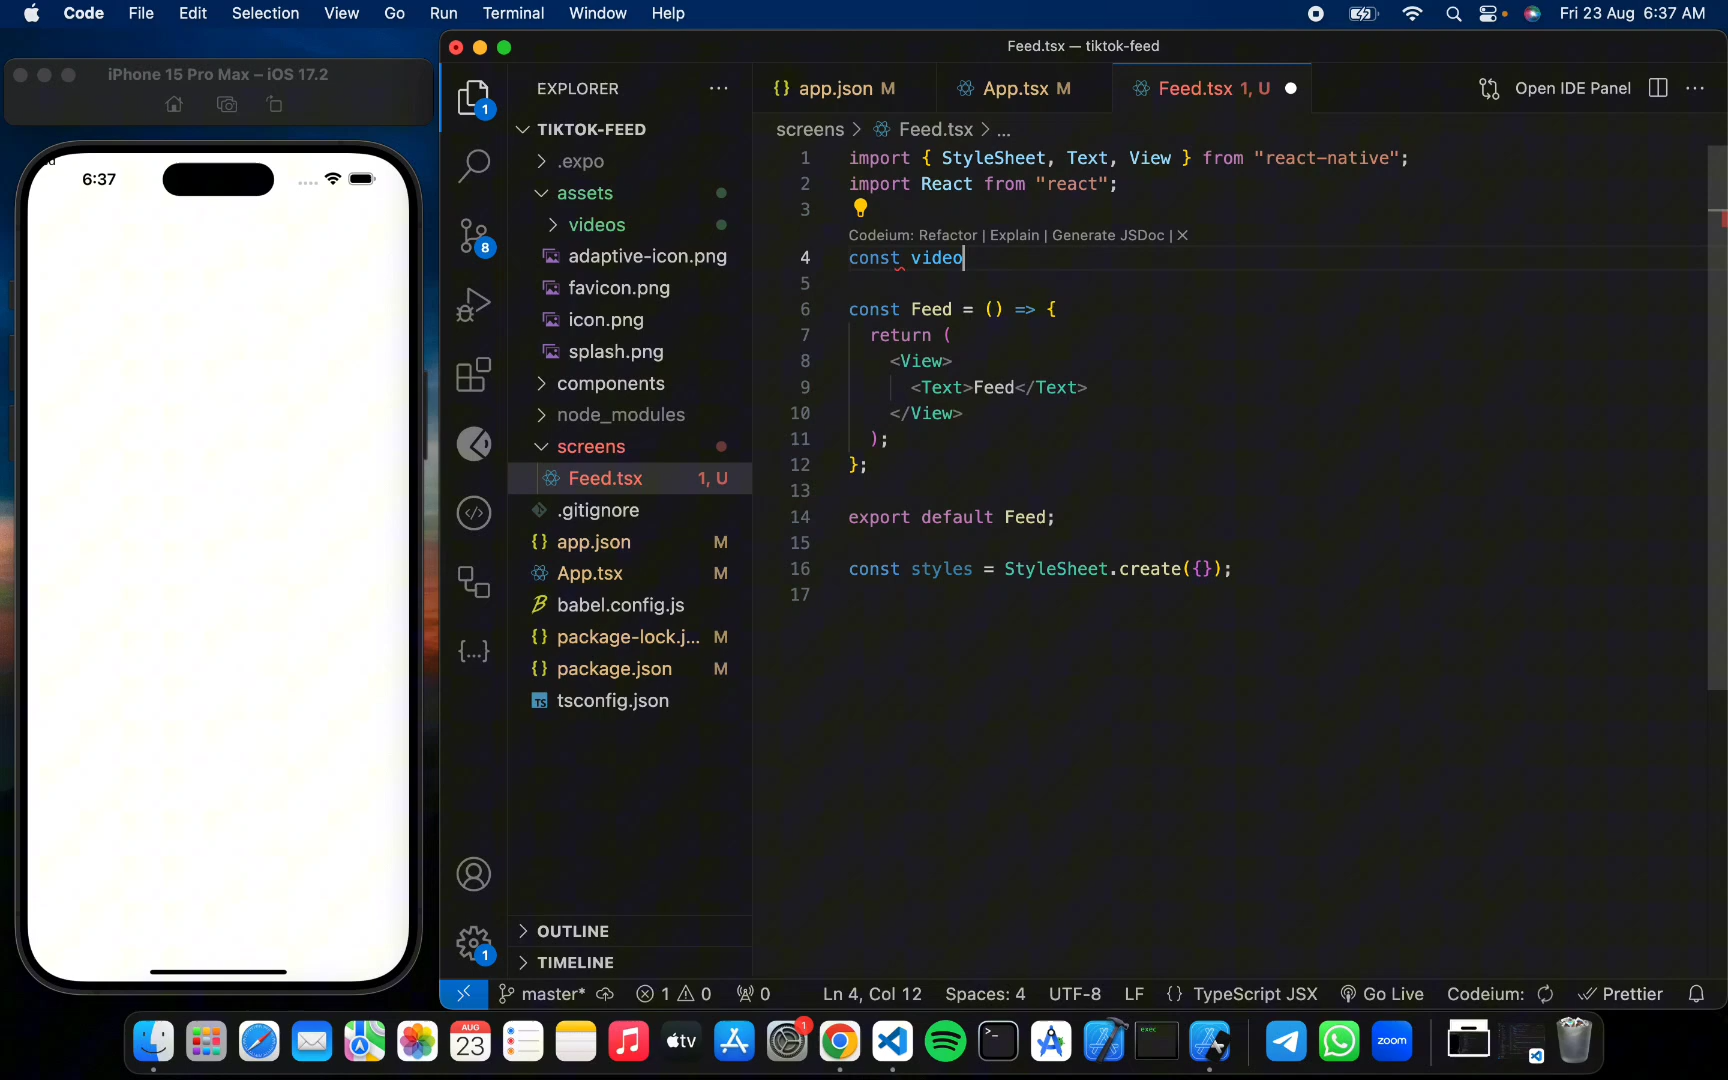 Code File Edit Selection View Go Run Terminal Window Help
Fri 23 Aug 6:37 AM
iPhone 15 Pro Max – iOS 17.2
6:37
Feed.tsx — tiktok-feed
EXPLORER
app.json M
App.tsx M
Feed.tsx 1, U
Open IDE Panel
screens > Feed.tsx > ...
TIKTOK-FEED
.expo
assets
videos
adaptive-icon.png
favicon.png
icon.png
splash.png
components
node_modules
screens
Feed.tsx 1, U
.gitignore
app.json M
App.tsx M
babel.config.js
package-lock.j... M
package.json M
tsconfig.json
OUTLINE
TIMELINE
1
8
1
1 import { StyleSheet, Text, View } from "react-native";
2 import React from "react";
3
Codeium: Refactor | Explain | Generate JSDoc | X
4 const video
5
6 const Feed = () => {
7 return (
8 <View>
9 <Text>Feed</Text>
10 </View>
11 );
12 };
13
14 export default Feed;
15
16 const styles = StyleSheet.create({});
17
master* 1 0 0 Ln 4, Col 12 Spaces: 4 UTF-8 LF {} TypeScript JSX Go Live Codeium: Prettier
AUG
23
tv
1
exec
zoom